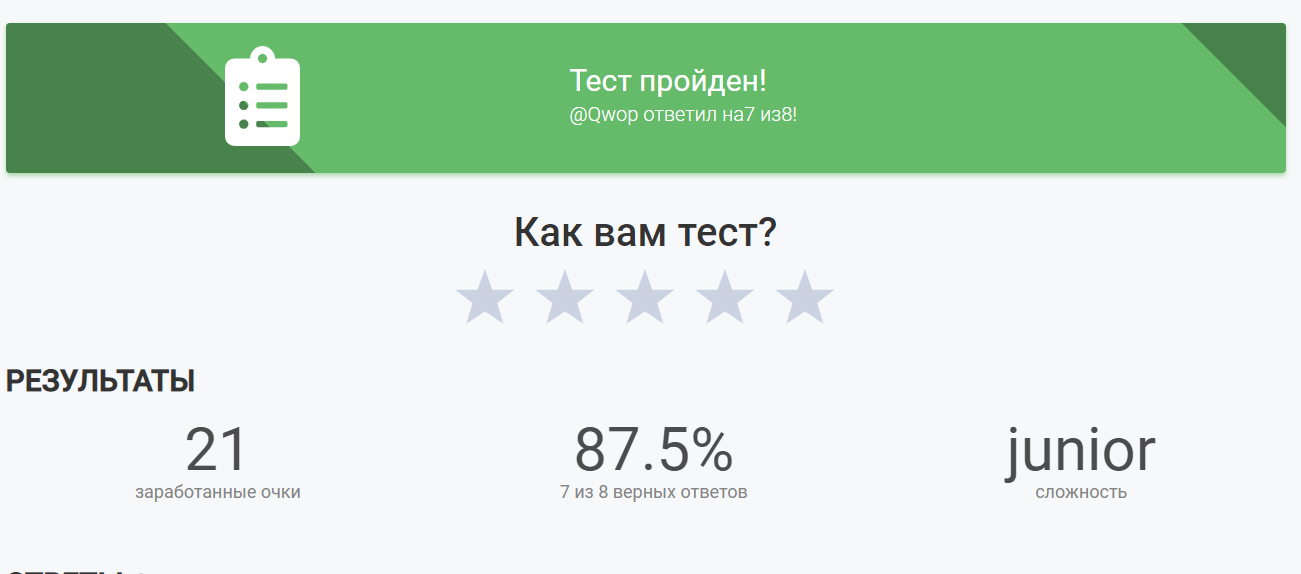 Тест пройден!
@Qwop ответил на7 из8!
Как вам тест?
РЕЗУЛЬТАТЫ
21
заработанные очки
87.5%
7 из 8 верных ответов
junior
сложность